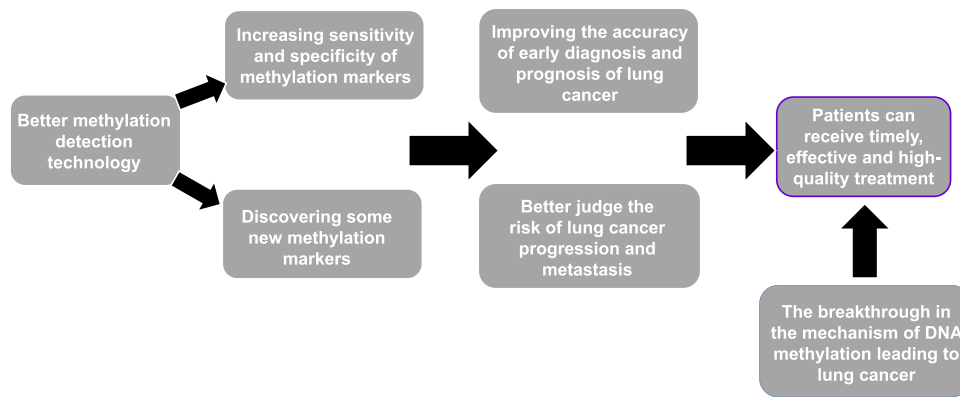 Better methylation
detection
technology
Increasing sensitivity
and specificity of
methylation markers
Discovering some
new methylation
markers
Improving the accuracy
of early diagnosis and
prognosis of lung
cancer
Better judge the
risk of lung cancer
progression and
metastasis
Patients can
receive timely,
effective and high-
quality treatment
The breakthrough in
the mechanism of DNA
methylation leading to
lung cancer